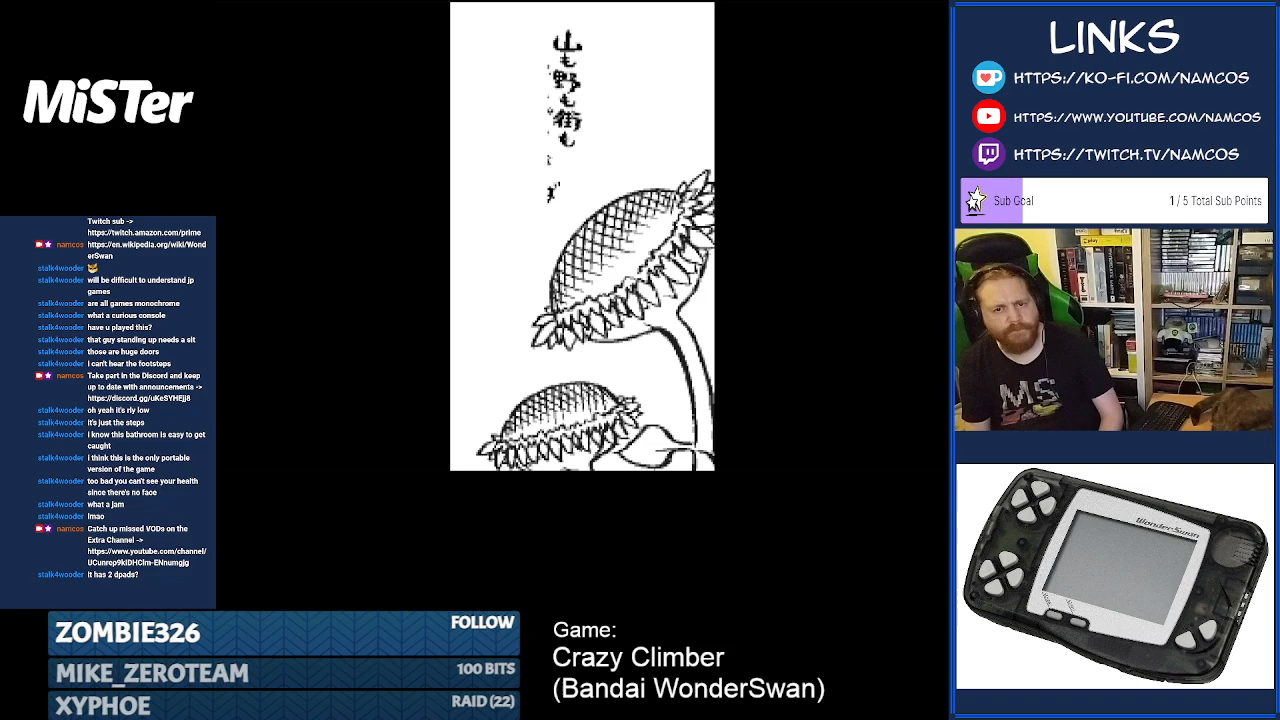 MiSTer
山も野も街も
Twitch sub ->
https://twitch.amazon.com/prime
namcos https://en.wikipedia.org/wiki/Wond
erSwan
stalk4wooder
stalk4wooder will be difficult to understand jp
games
stalk4wooder are all games monochrome
stalk4wooder what a curious console
stalk4wooder have u played this?
stalk4wooder that guy standing up needs a sit
stalk4wooder those are huge doors
stalk4wooder I can't hear the footsteps
namcos Take part in the Discord and keep
up to date with announcements ->
https://discord.gg/uKeSYHEjj8
stalk4wooder oh yeah it's rly low
stalk4wooder it's just the steps
stalk4wooder I know this bathroom is easy to get
caught
stalk4wooder i think this is the only portable
version of the game
stalk4wooder too bad you can't see your health
since there's no face
stalk4wooder what a jam
stalk4wooder lmao
namcos Catch up missed VODs on the
Extra Channel ->
https://www.youtube.com/channel/
stalk4wooder it has 2 dpads?
ZOMBIE326 FOLLOW
MIKE_ZEROTEAM 100 BITS
XYPHOE RAID (22)
Game:
Crazy Climber
(Bandai WonderSwan)
LINKS
HTTPS://KO-FI.COM/NAMCOS
HTTPS://WWW.YOUTUBE.COM/NAMCOS
HTTPS://TWITCH.TV/NAMCOS
Sub Goal 1 / 5 Total Sub Points
MS
WonderSwan